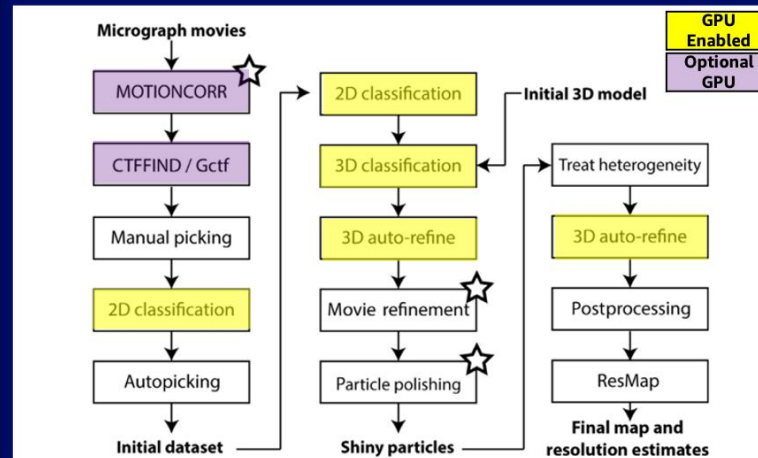 Micrograph movies
MOTIONCORR
CTFFIND / Gctf
Manual picking
2D classification
Autopicking
Initial dataset
2D classification
Initial 3D model
3D classification
3D auto-refine
Movie refinement
Particle polishing
Shiny particles
Treat heterogeneity
3D auto-refine
Postprocessing
ResMap
Final map and
resolution estimates
GPU
Enabled
Optional
GPU